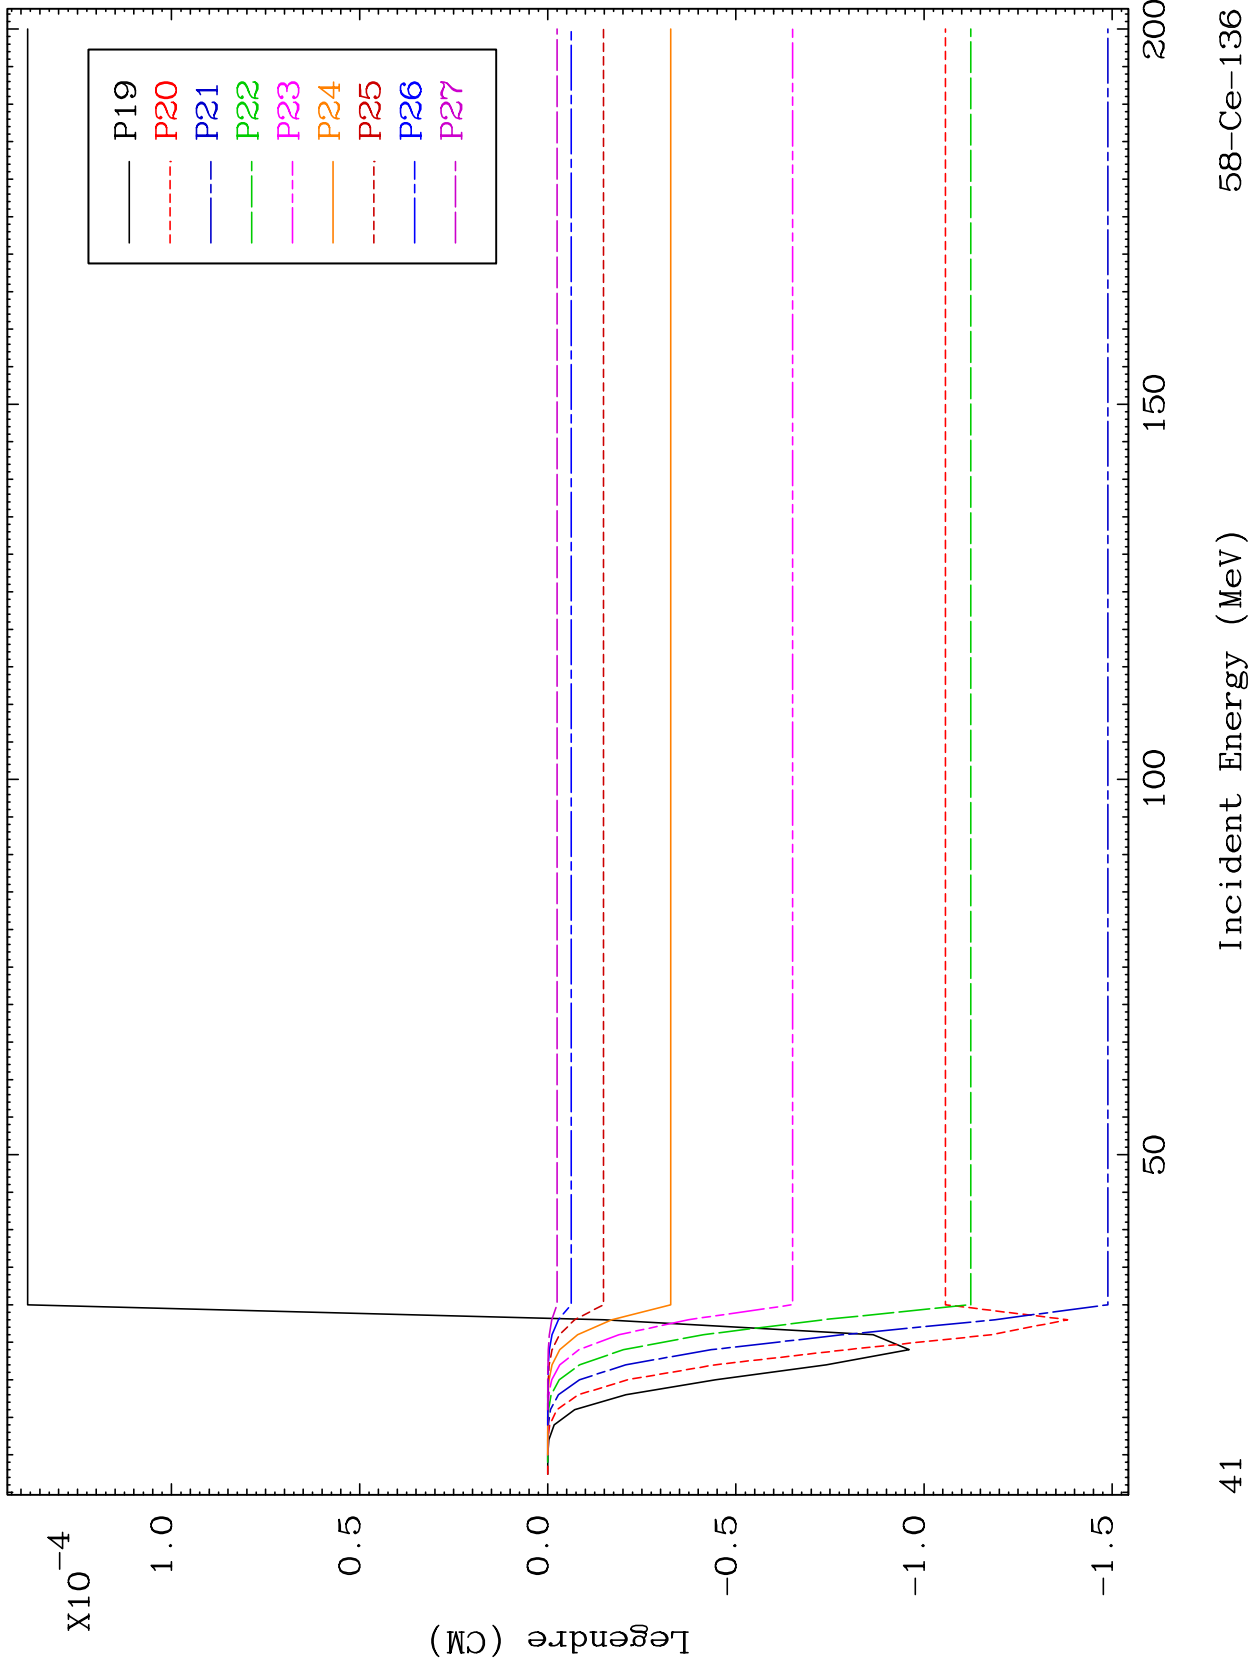 X10-4
1.0
0.5
0.0
-0.5
-1.0
-1.5
Legendre (CM)
P19
P20
P21
P22
P23
P24
P25
P26
P27
50
100
150
200
Incident Energy (MeV)
41
58-Ce-136